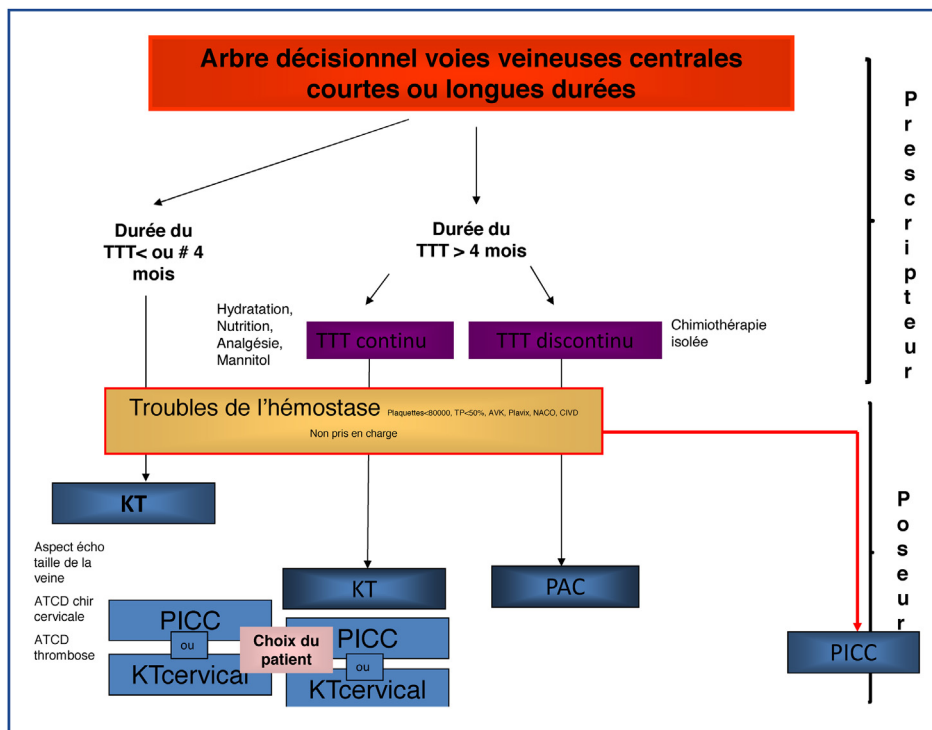 Arbre décisionnel voies veineuses centrales
courtes ou longues durées
Prescripteur
Durée du
TTT< ou # 4
mois
Durée du
TTT > 4 mois
Hydratation,
Nutrition,
Analgésie,
Mannitol
TTT continu
TTT discontinu
Chimiothérapie
isolée
Troubles de l'hémostase Plaquettes<80000, TP<50%, AVK, Plavix, NACO, CIVD
Non pris en charge
KT
Poseur
Aspect écho
taille de la
veine
KT
PAC
ATCD chir
cervicale
ATCD
thrombose
PICC
ou
KTcervical
Choix du
patient
PICC
ou
KTcervical
PICC